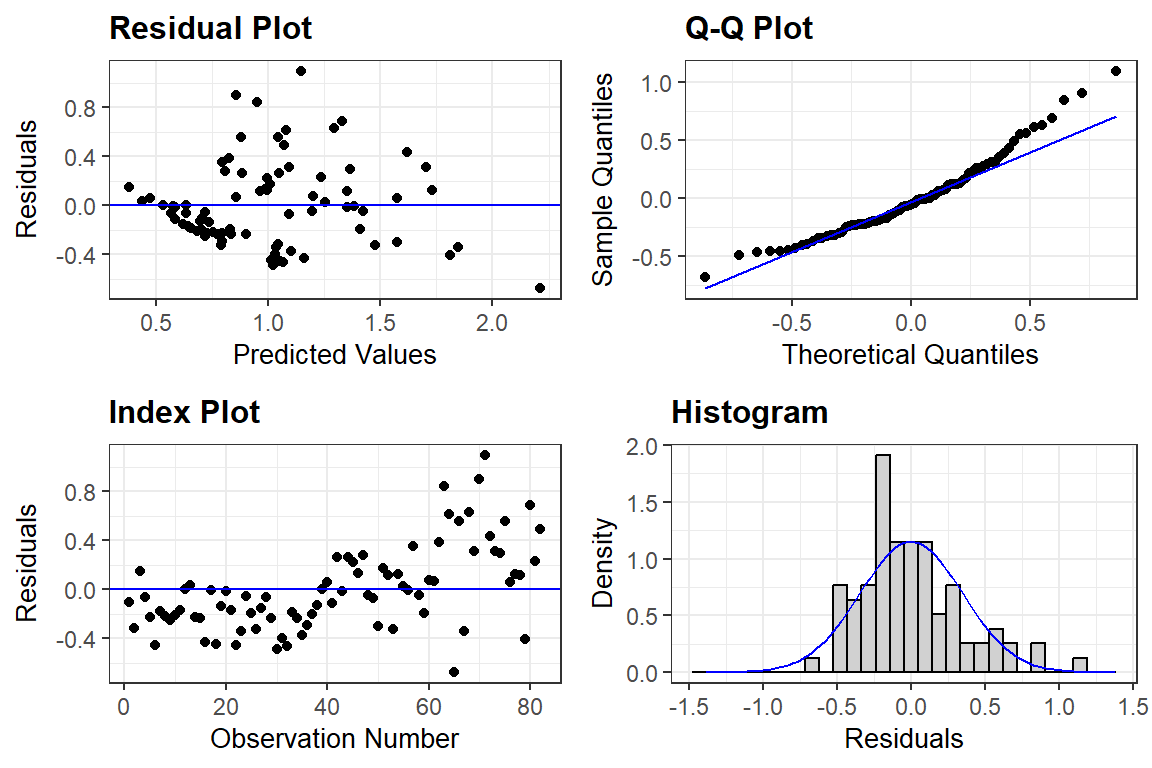 Residual Plot
Residuals
0.8
0.4
0.0
-0.4
0.5 1.0 1.5 2.0
Predicted Values
Q-Q Plot
Sample Quantiles
1.0
0.5
0.0
-0.5
-0.5 0.0 0.5
Theoretical Quantiles
Index Plot
Residuals
0.8
0.4
0.0
-0.4
0 20 40 60 80
Observation Number
Histogram
Density
2.0
1.5
1.0
0.5
0.0
-1.5 -1.0 -0.5 0.0 0.5 1.0 1.5
Residuals